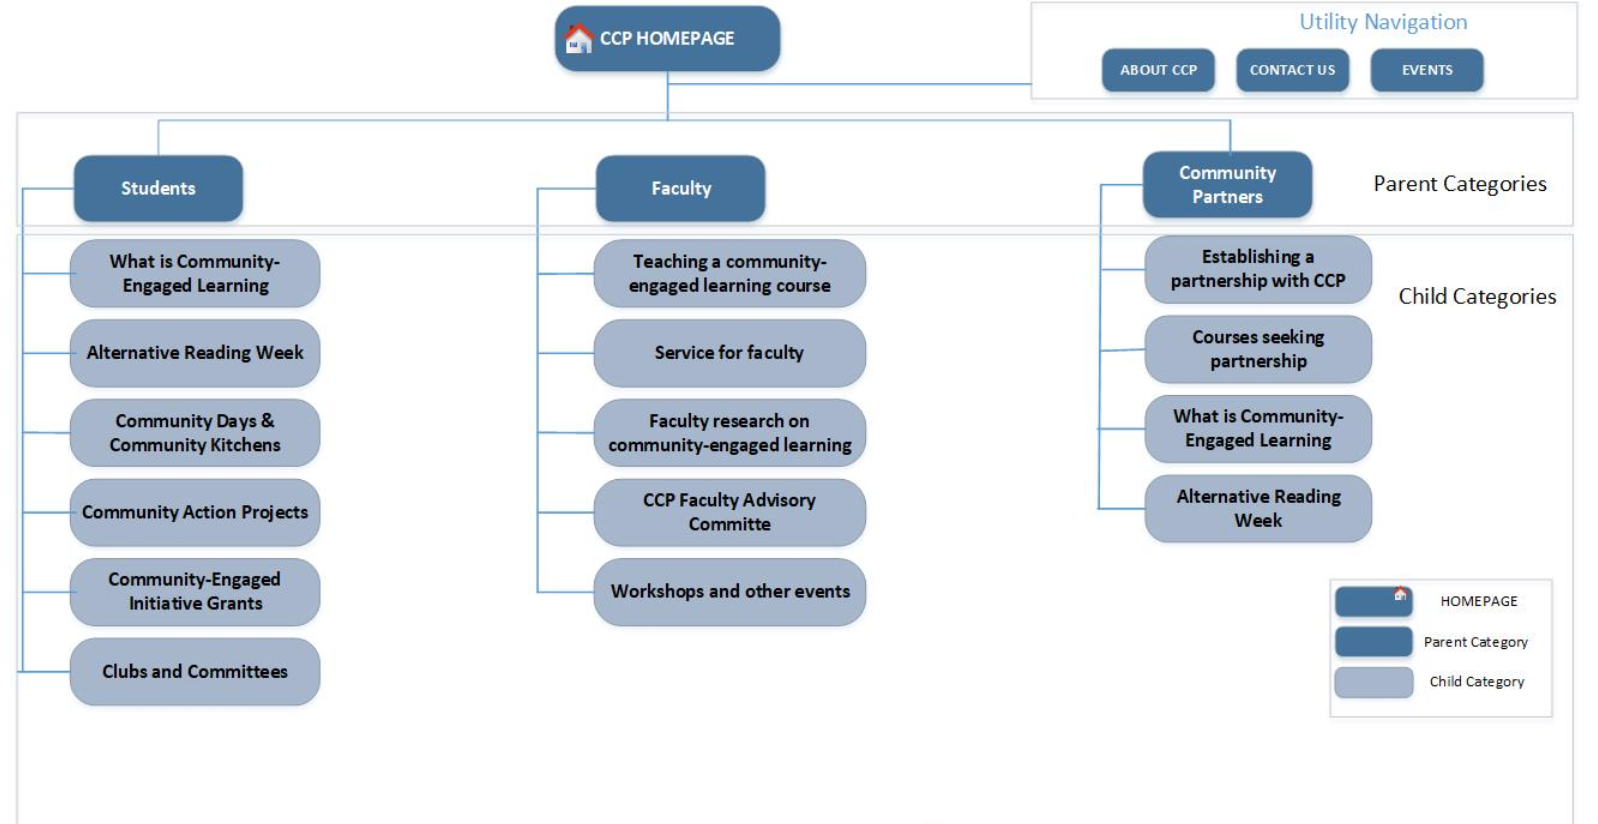 CCP HOMEPAGE
Utility Navigation
ABOUT CCP
CONTACT US
EVENTS
Students
Faculty
Community
Partners
Parent Categories
What is Community-
Engaged Learning
Alternative Reading Week
Community Days &
Community Kitchens
Community Action Projects
Community-Engaged
Initiative Grants
Clubs and Committees
Teaching a community-
engaged learning course
Service for faculty
Faculty research on
community-engaged learning
CCP Faculty Advisory
Committe
Workshops and other events
Establishing a
partnership with CCP
Courses seeking
partnership
What is Community-
Engaged Learning
Alternative Reading
Week
Child Categories
HOMEPAGE
Parent Category
Child Category